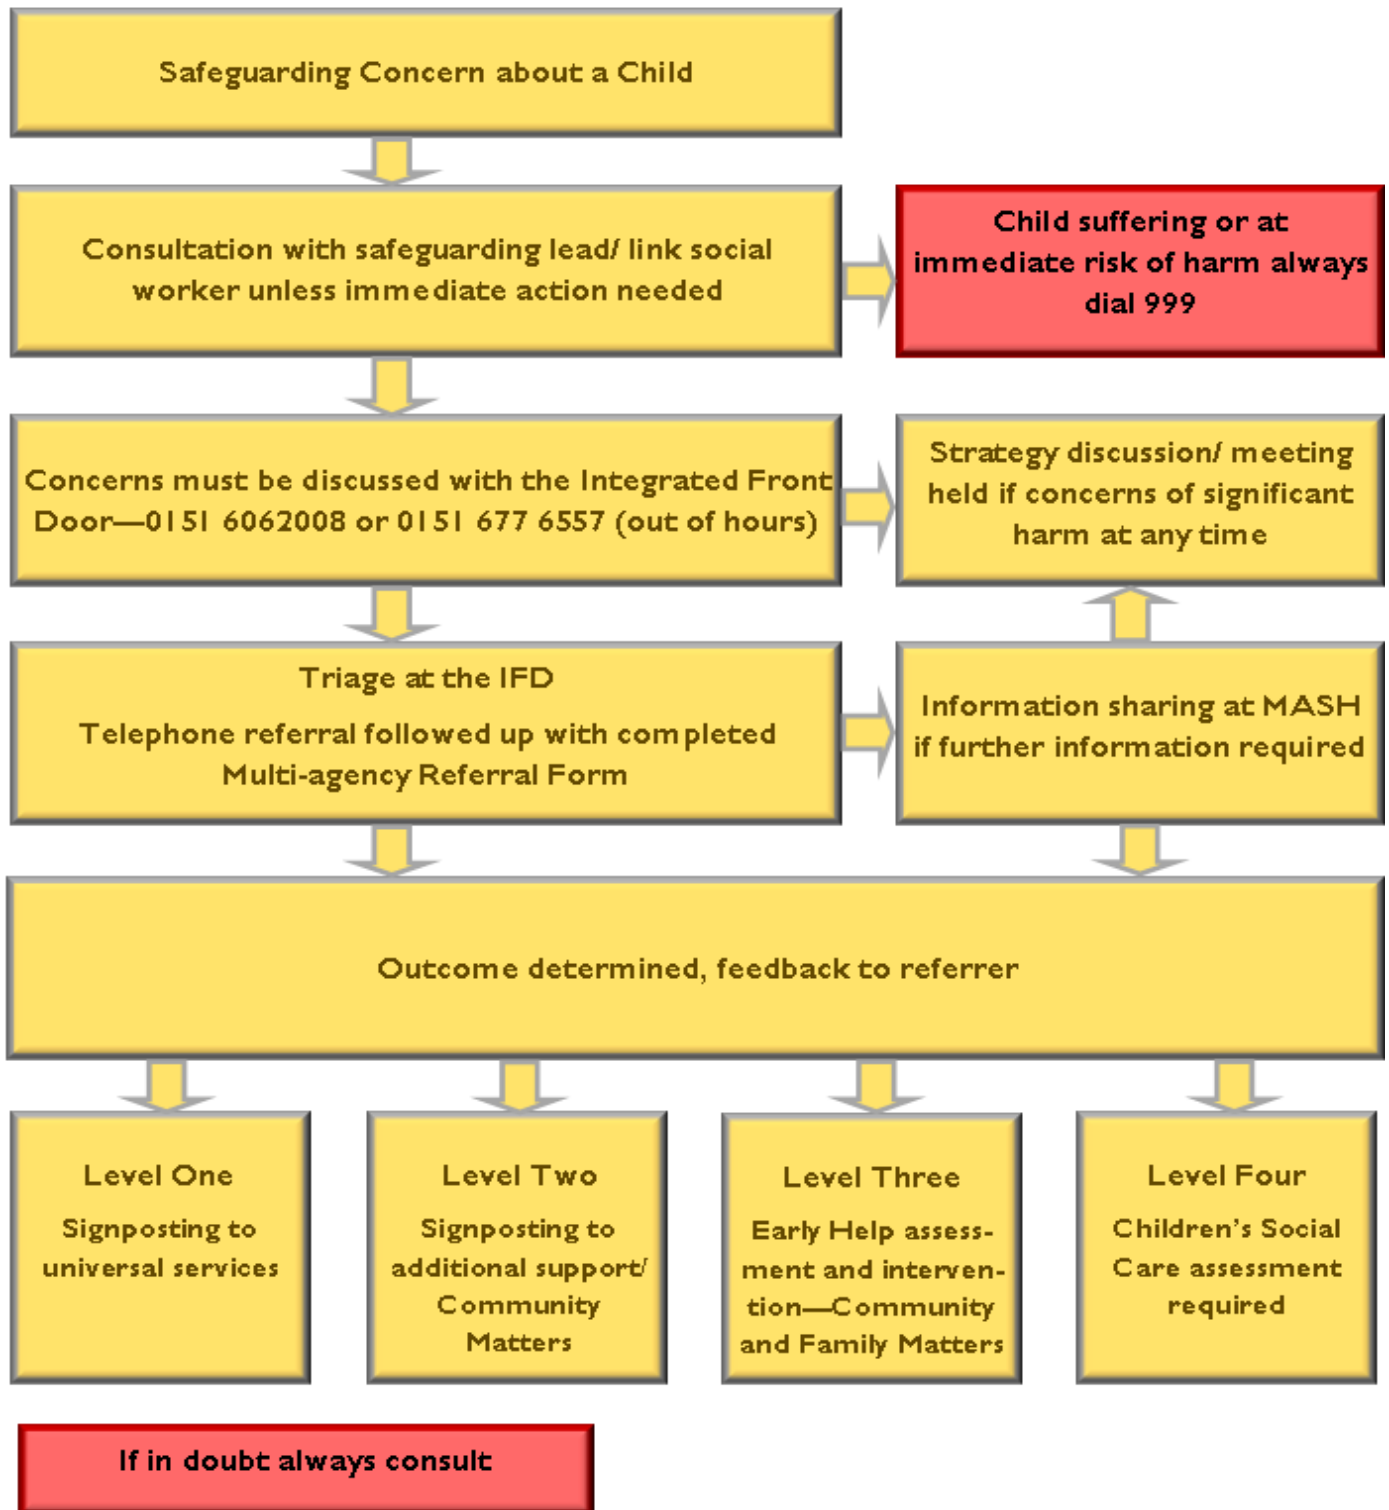 Safeguarding Concern about a Child
Consultation with safeguarding lead/ link social
worker unless immediate action needed
Child suffering or at
immediate risk of harm always
dial 999
Concerns must be discussed with the Integrated Front
Door—0151 6062008 or 0151 677 6557 (out of hours)
Strategy discussion/ meeting
held if concerns of significant
harm at any time
Triage at the IFD
Telephone referral followed up with completed
Multi-agency Referral Form
Information sharing at MASH
if further information required
Outcome determined, feedback to referrer
Level One
Signposting to
universal services
Level Two
Signposting to
additional support/
Community
Matters
Level Three
Early Help assess-
ment and interven-
tion—Community
and Family Matters
Level Four
Children's Social
Care assessment
required
If in doubt always consult